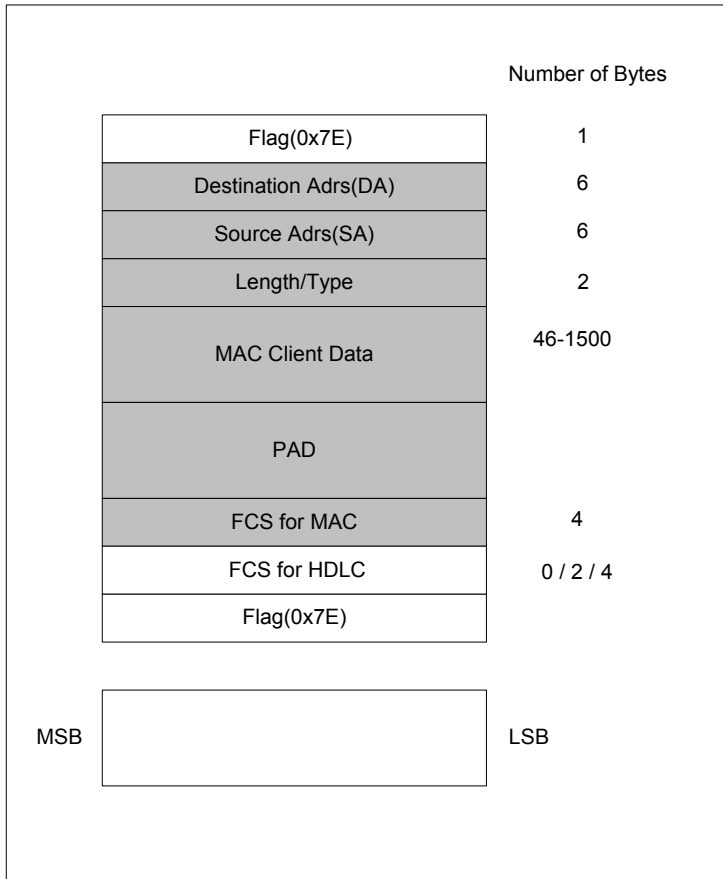 Number of Bytes
Flag(0x7E) 1
Destination Adrs(DA) 6
Source Adrs(SA) 6
Length/Type 2
MAC Client Data 46-1500
PAD
FCS for MAC 4
FCS for HDLC 0 / 2 / 4
Flag(0x7E)
MSB LSB